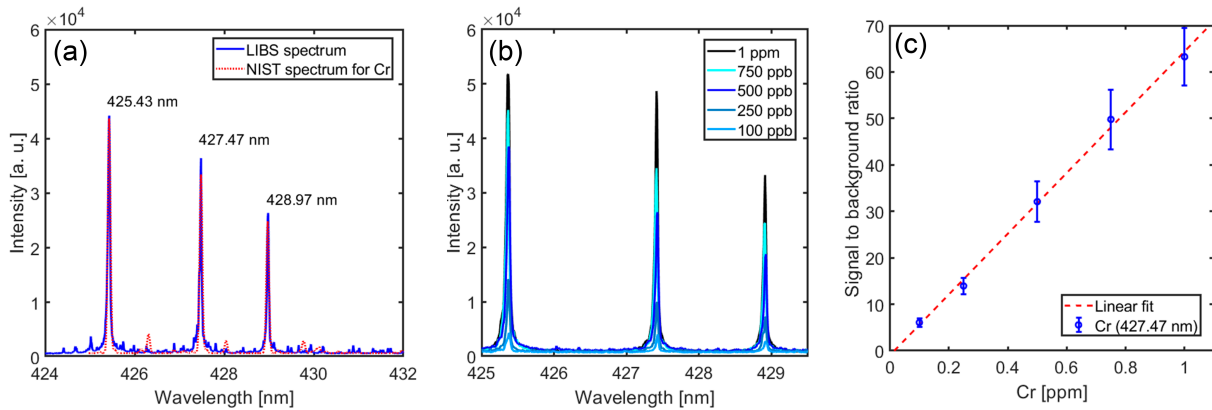 ×10⁴
6
5
4
3
2
1
0
Intensity [a. u.]
(a)
LIBS spectrum
NIST spectrum for Cr
425.43 nm
427.47 nm
428.97 nm
424
426
428
430
432
Wavelength [nm]
×10⁴
6
5
4
3
2
1
0
Intensity [a. u.]
(b)
1 ppm
750 ppb
500 ppb
250 ppb
100 ppb
425
426
427
428
429
Wavelength [nm]
70
60
50
40
30
20
10
0
Signal to background ratio
(c)
Linear fit
Cr (427.47 nm)
0
0.2
0.4
0.6
0.8
1
Cr [ppm]